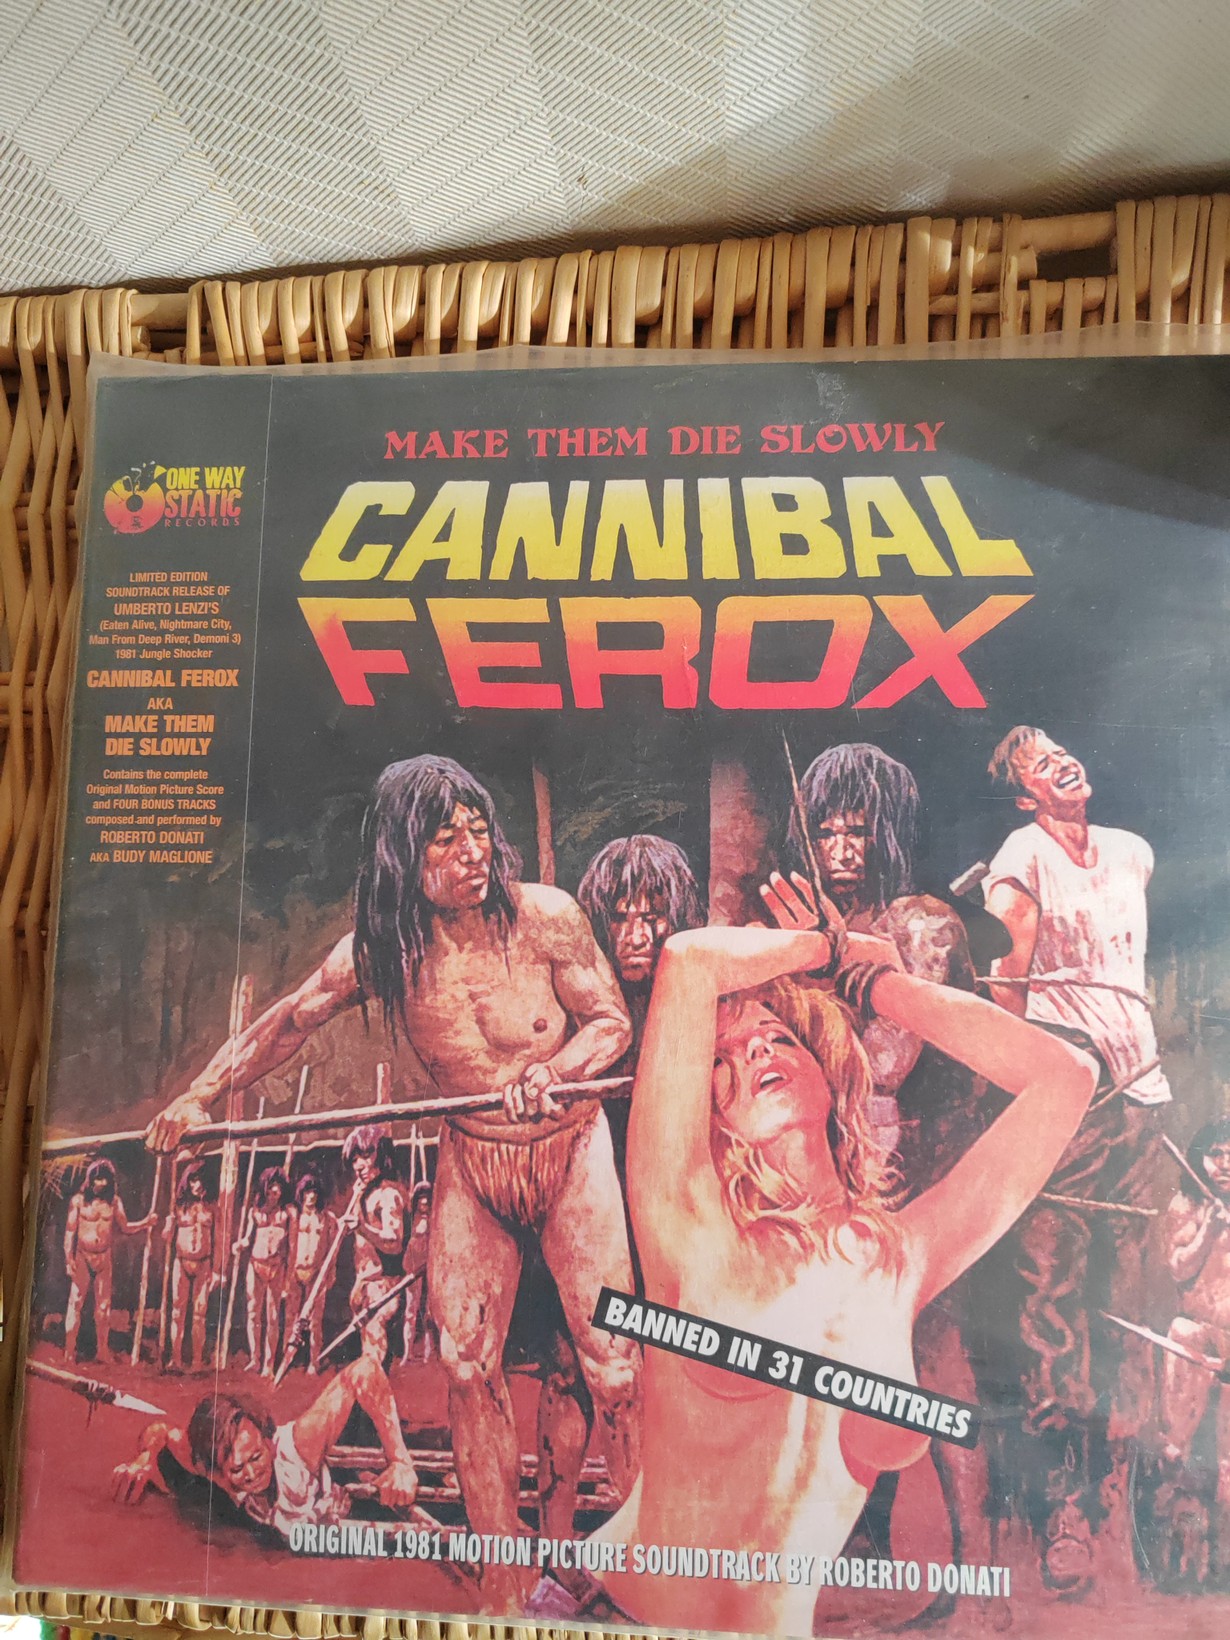 MAKE THEM DIE SLOWLY
CANNIBAL
FEROX
ONE WAY
STATIC
RECORDS
LIMITED EDITION
SOUNDTRACK RELEASE OF
UMBERTO LENZI'S
(Eaten Alive, Nightmare City,
Man From Deep River, Demoni 3)
1981 Jungle Shocker
CANNIBAL FEROX
AKA
MAKE THEM
DIE SLOWLY
Contains the complete
Original Motion Picture Score
and FOUR BONUS TRACKS
composed and performed by
ROBERTO DONATI
AKA BUDY MAGLIONE
BANNED IN 31 COUNTRIES
ORIGINAL 1981 MOTION PICTURE SOUNDTRACK BY ROBERTO DONATI